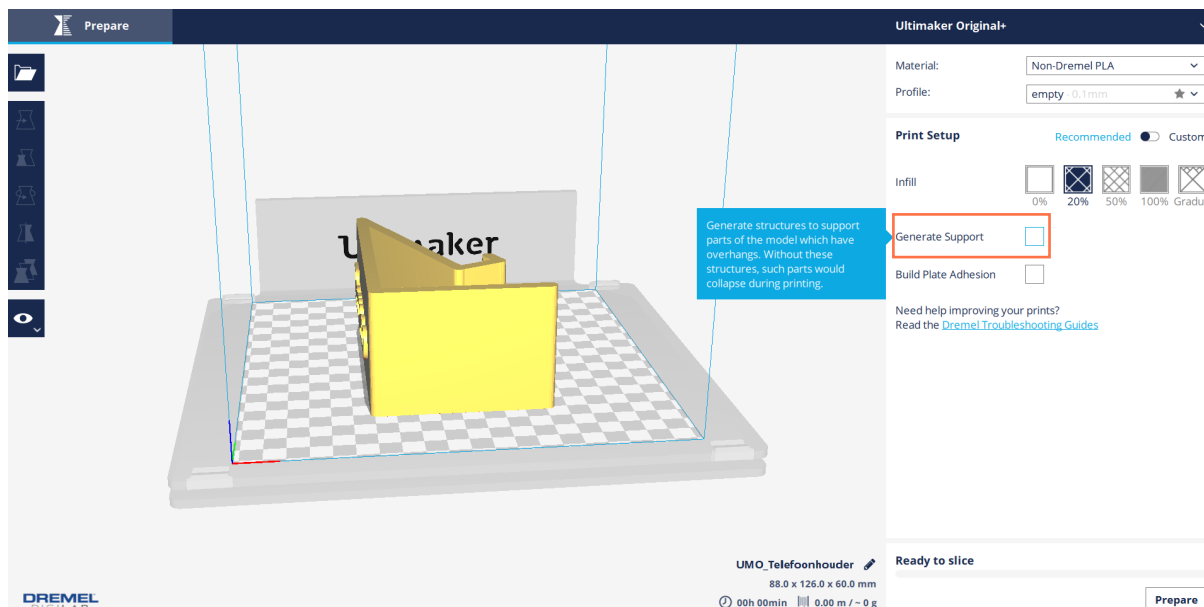 Prepare
Ultimaker Original+
Material:
Non-Dremel PLA
Profile:
empty - 0.1mm
Print Setup
Recommended
Custom
Infill
0%
20%
50%
100%
Gradu
Generate structures to support
parts of the model which have
overhangs. Without these
structures, such parts would
collapse during printing.
Generate Support
Build Plate Adhesion
Need help improving your prints?
Read the Dremel Troubleshooting Guides
aker
UMO_Telefoonhouder
88.0 x 126.0 x 60.0 mm
00h 00min
0.00 m / ~ 0 g
Ready to slice
Prepare
DREMEL